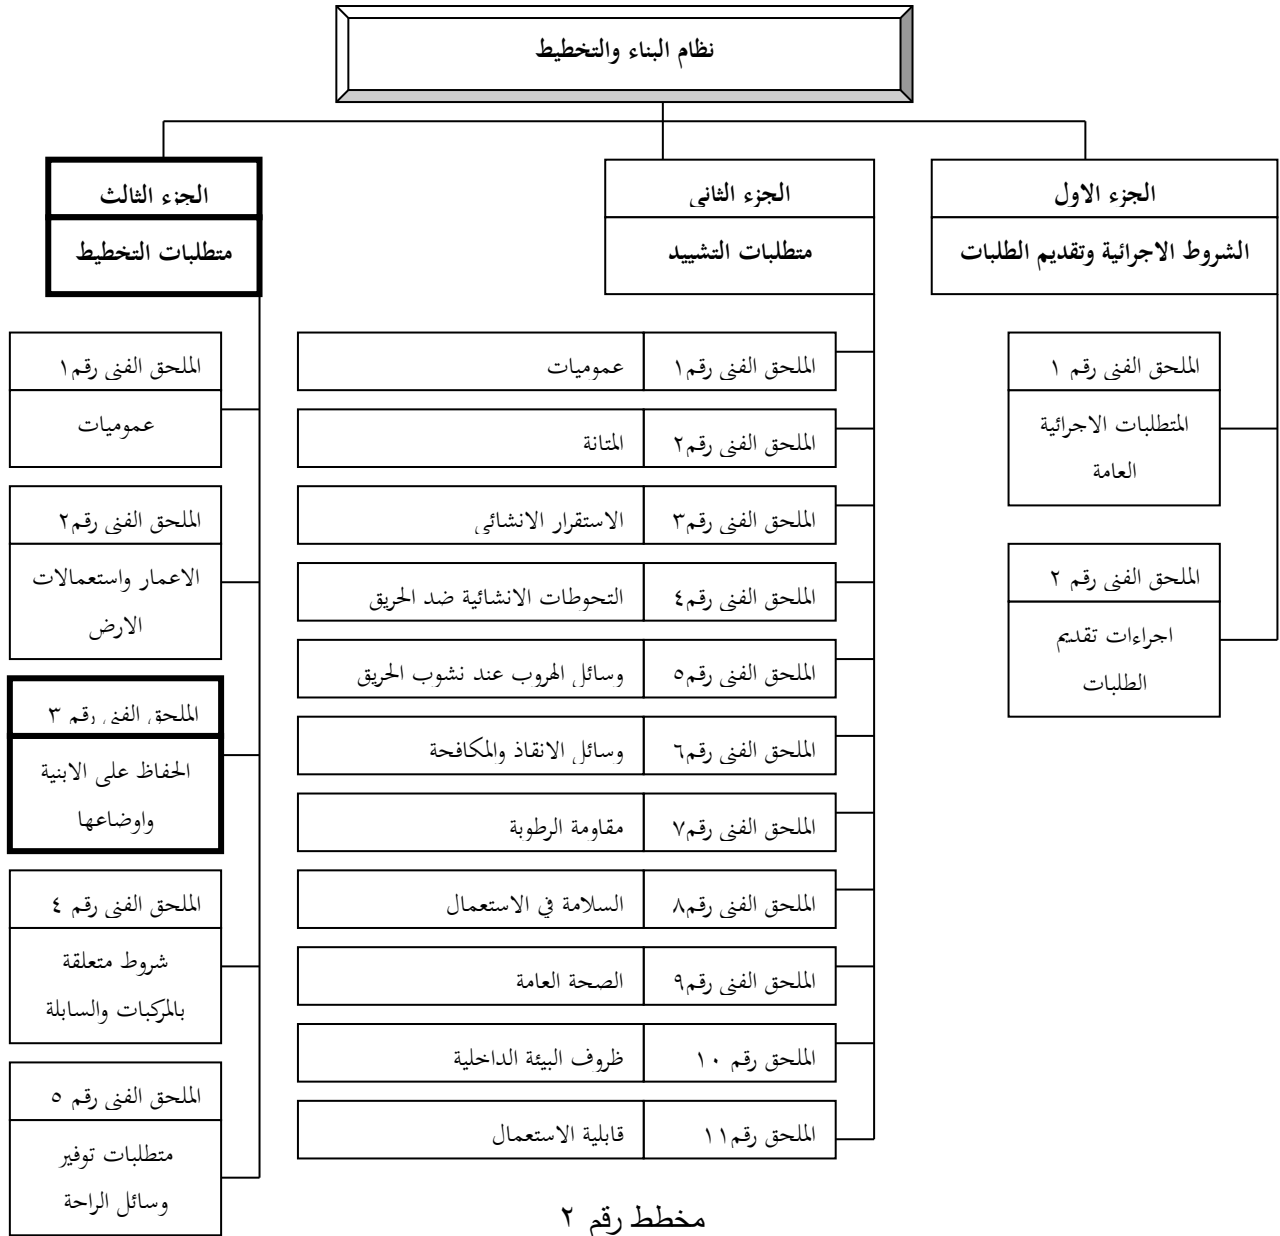 نظام البناء والتخطيط
الجزء الاول
الشروط الاجرائية وتقديم الطلبات
الملحق الفني رقم ١
المتطلبات الاجرائية
العامة
الملحق الفني رقم ٢
اجراءات تقديم
الطلبات
الجزء الثاني
متطلبات التشييد
الملحق الفني رقم١ عموميات
الملحق الفني رقم٢ المتانة
الملحق الفني رقم٣ الاستقرار الانشائي
الملحق الفني رقم٤ التحوطات الانشائية ضد الحريق
الملحق الفني رقم٥ وسائل الهروب عند نشوب الحريق
الملحق الفني رقم٦ وسائل الانقاذ والمكافحة
الملحق الفني رقم٧ مقاومة الرطوبة
الملحق الفني رقم٨ السلامة في الاستعمال
الملحق الفني رقم٩ الصحة العامة
الملحق رقم ١٠ ظروف البيئة الداخلية
الملحق رقم١١ قابلية الاستعمال
الجزء الثالث
متطلبات التخطيط
الملحق الفني رقم١
عموميات
الملحق الفني رقم٢
الاعمار واستعمالات
الارض
الملحق الفني رقم ٣
الحفاظ على الابنية
واوضاعها
الملحق الفني رقم ٤
شروط متعلقة
بالمركبات والسابلة
الملحق الفني رقم ٥
متطلبات توفير
وسائل الراحة
مخطط رقم ٢